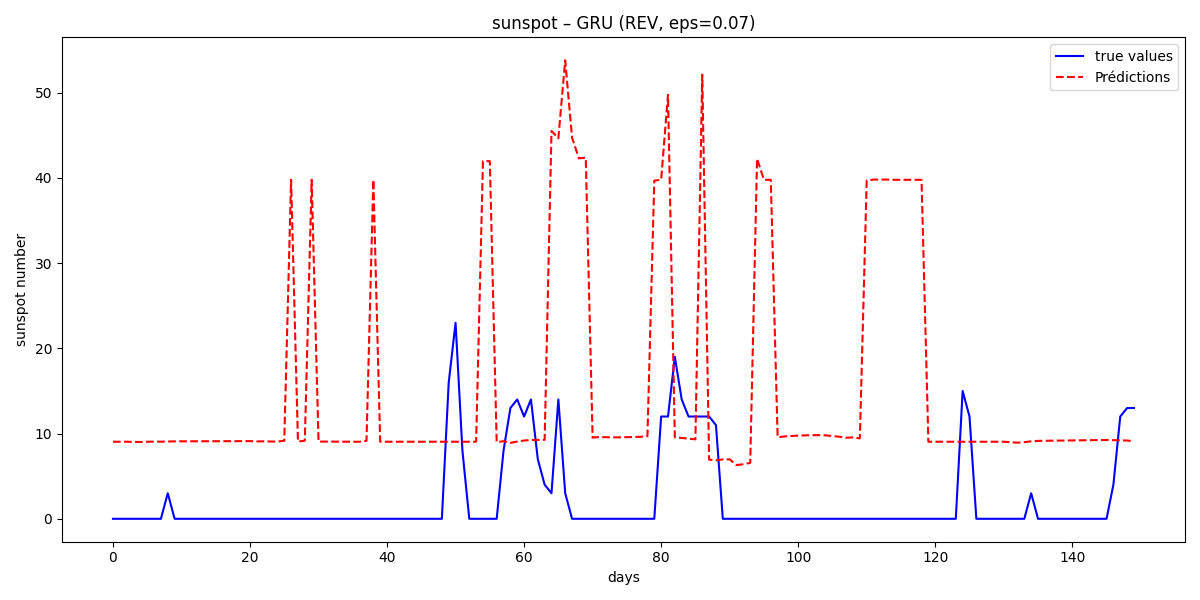 sunspot – GRU (REV, eps=0.07)
true values
Prédictions
sunspot number
50
40
30
20
10
0
0 20 40 60 80 100 120 140
days